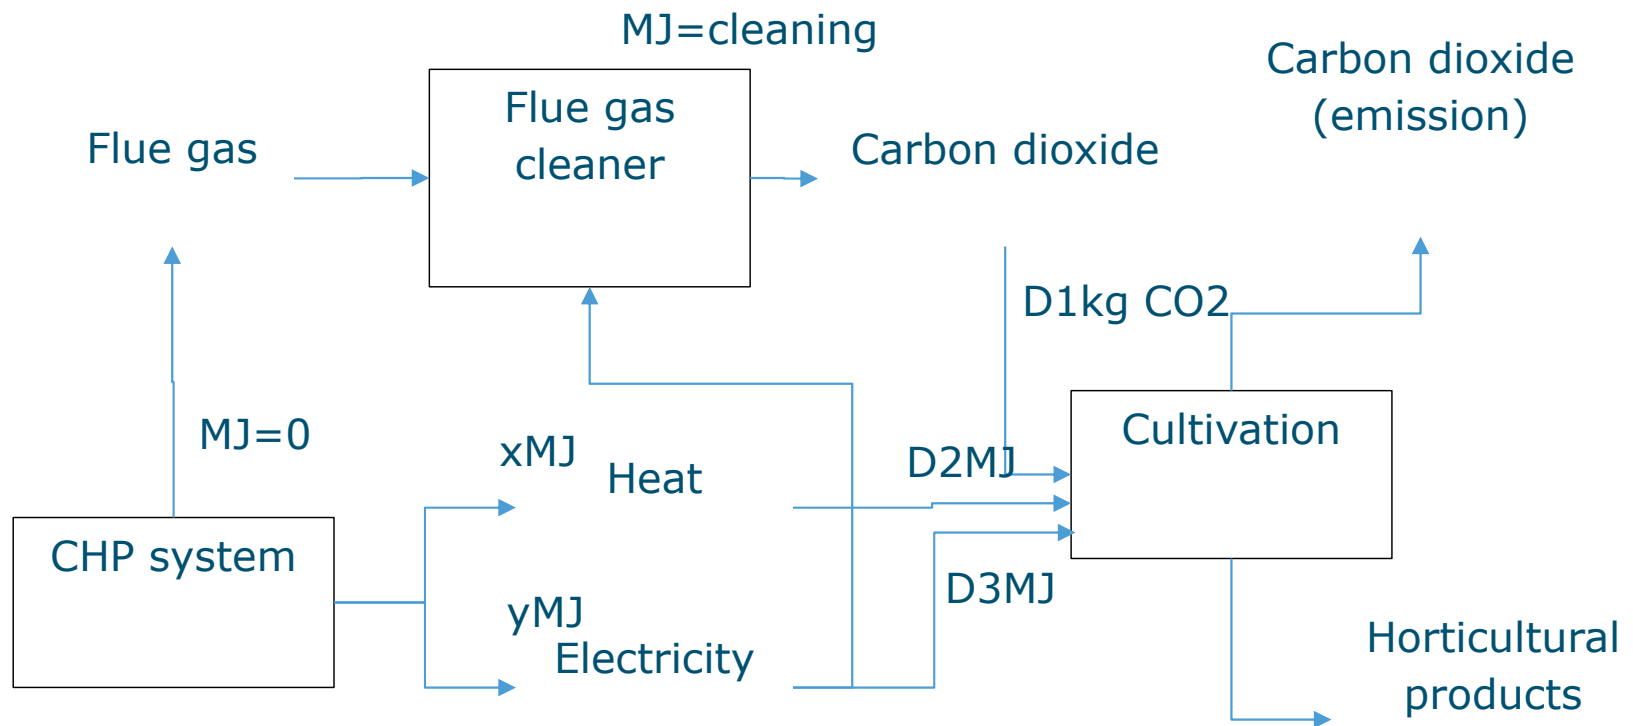 MJ=cleaning
Carbon dioxide
(emission)
Flue gas
cleaner
Flue gas
Carbon dioxide
D1kg CO2
MJ=0
xMJ
Heat
D2MJ
Cultivation
CHP system
yMJ
Electricity
D3MJ
Horticultural
products